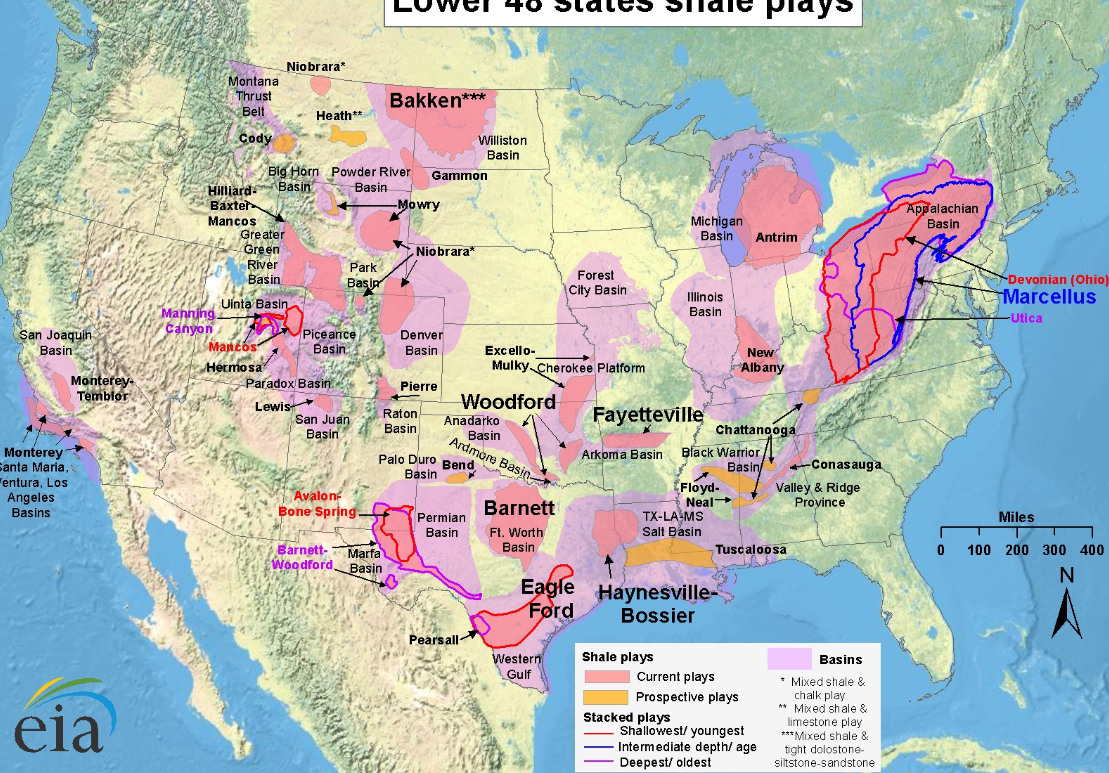 Lower 48 states shale plays
Niobrara*
Montana
Thrust
Belt
Bakken***
Heath**
Cody
Williston
Basin
Big Horn
Basin
Powder River
Basin
Gammon
Hilliard-
Baxter-
Mancos
Mowry
Greater
Green
River
Basin
Niobrara*
Park
Basin
Uinta Basin
Manning
Canyon
Mancos
Piceance
Basin
Denver
Basin
Hermosa
Paradox Basin
Pierre
Lewis
San Juan
Basin
Raton
Basin
San Joaquin
Basin
Monterey-
Temblor
Monterey
Santa Maria,
Ventura, Los
Angeles
Basins
Forest
City Basin
Excello-
Mulky
Cherokee Platform
Woodford
Anadarko
Basin
Ardmore Basin
Fayetteville
Arkoma Basin
Palo Duro
Basin
Bend
Avalon-
Bone Spring
Permian
Basin
Barnett
Ft. Worth
Basin
Barnett-
Woodford
Marfa
Basin
Eagle
Ford
Pearsall
Western
Gulf
Haynesville-
Bossier
TX-LA-MS
Salt Basin
Tuscaloosa
Michigan
Basin
Antrim
Illinois
Basin
New
Albany
Appalachian
Basin
Devonian (Ohio)
Marcellus
Utica
Chattanooga
Black Warrior
Basin
Conasauga
Floyd-
Neal
Valley & Ridge
Province
Miles
0 100 200 300 400
N
Shale plays
Current plays
Prospective plays
Stacked plays
Shallowest/ youngest
Intermediate depth/ age
Deepest/ oldest
Basins
* Mixed shale &
chalk play
** Mixed shale &
limestone play
***Mixed shale &
tight dolostone-
siltstone-sandstone
eia